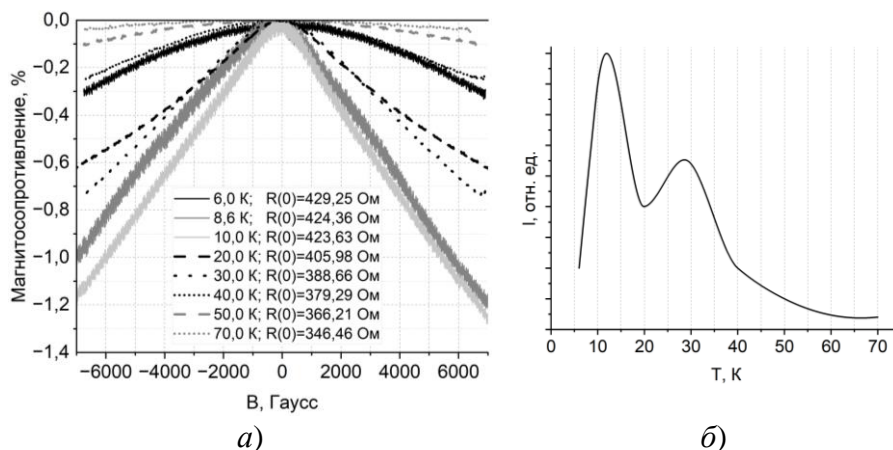 0,0
−0,2
−0,4
−0,6
−0,8
−1,0
−1,2
−1,4
Магнитосопротивление, %
6,0 К; R(0)=429,25 Ом
8,6 К; R(0)=424,36 Ом
10,0 К; R(0)=423,63 Ом
20,0 К; R(0)=405,98 Ом
30,0 К; R(0)=388,66 Ом
40,0 К; R(0)=379,29 Ом
50,0 К; R(0)=366,21 Ом
70,0 К; R(0)=346,46 Ом
−6000 −4000 −2000 0 2000 4000 6000
В, Гаусс
а)
I, отн. ед.
0 10 20 30 40 50 60 70
Т, К
б)